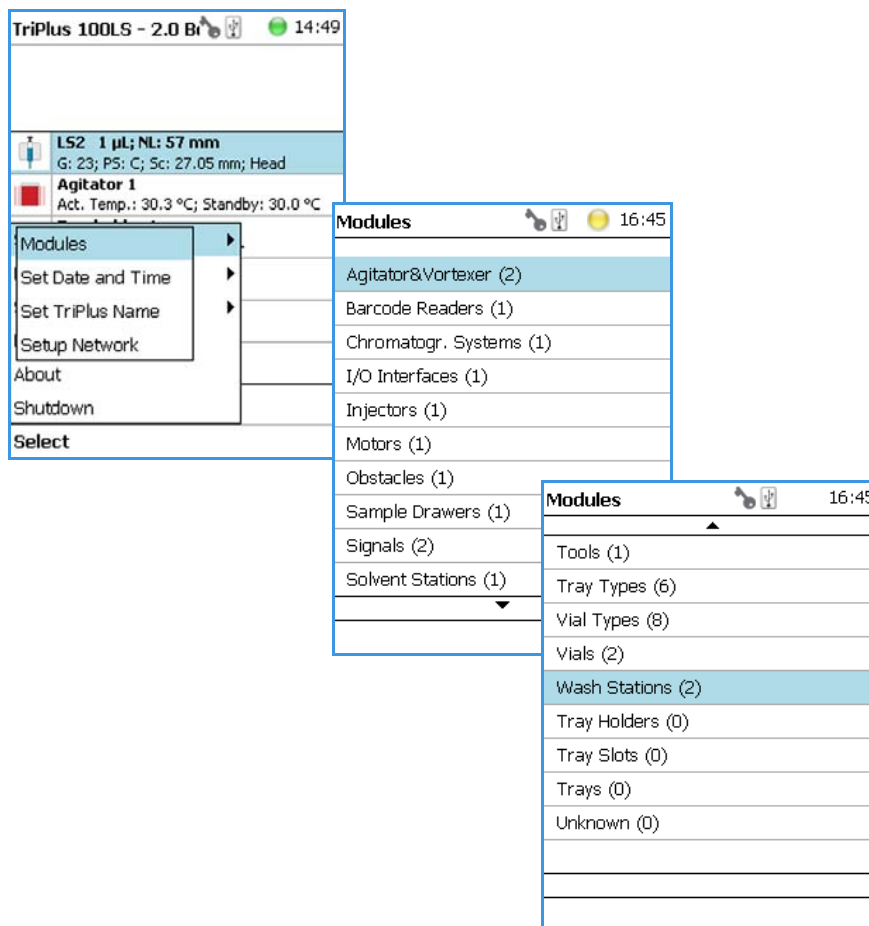 TriPlus 100LS - 2.0 B
14:49
LS2 1 µL; NL: 57 mm
G: 23; PS: C; Sc: 27.05 mm; Head
Agitator 1
Act. Temp.: 30.3 °C; Standby: 30.0 °C
Modules
Set Date and Time
Set TriPlus Name
Setup Network
About
Shutdown
Select
Modules
16:45
Agitator&Vortexer (2)
Barcode Readers (1)
Chromatogr. Systems (1)
I/O Interfaces (1)
Injectors (1)
Motors (1)
Obstacles (1)
Sample Drawers (1)
Signals (2)
Solvent Stations (1)
Modules
16:45
Tools (1)
Tray Types (6)
Vial Types (8)
Vials (2)
Wash Stations (2)
Tray Holders (0)
Tray Slots (0)
Trays (0)
Unknown (0)